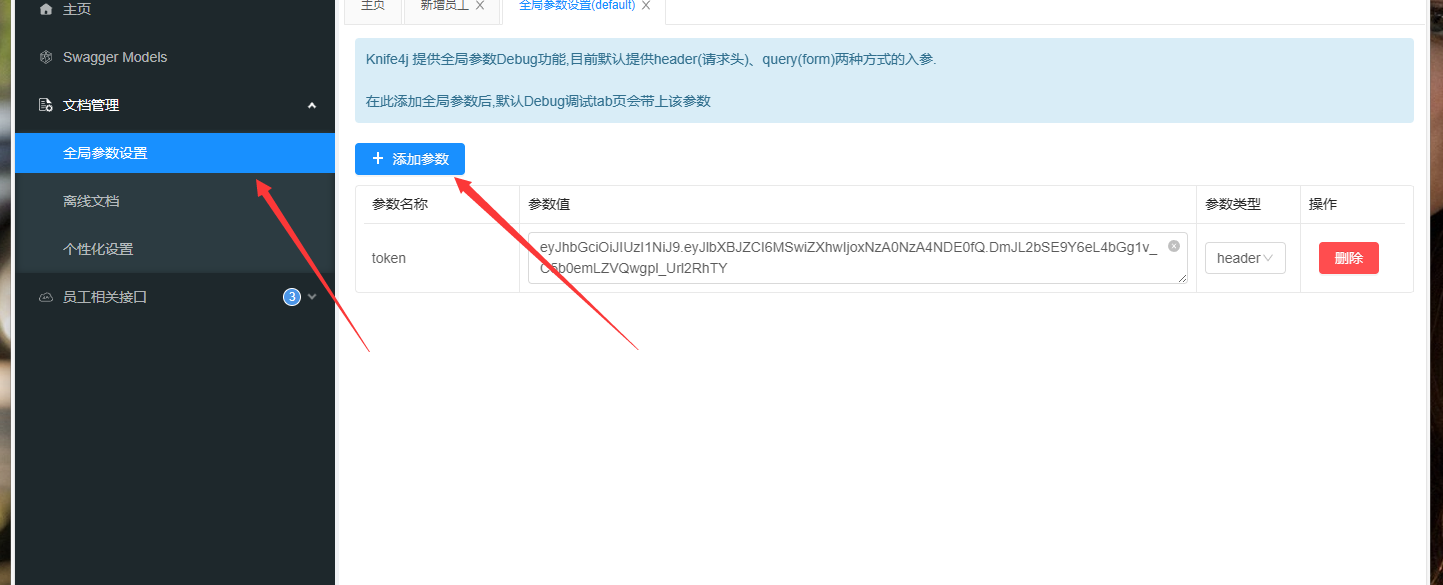 主页
Swagger Models
文档管理
全局参数设置
离线文档
个性化设置
员工相关接口
3
主页
新增员工
全局参数设置(default)
Knife4j 提供全局参数Debug功能,目前默认提供header(请求头)、query(form)两种方式的入参.
在此添加全局参数后,默认Debug调试tab页会带上该参数
添加参数
参数名称 参数值 参数类型 操作
token
eyJhbGciOiJIUzI1NiJ9.eyJlbXBJZCI6MSwiZXhwIjoxNzA0NzA4NDE0fQ.DmJL2bSE9Y6eL4bGg1v_
C5b0emLZVQwgpI_UrI2RhTY
header
删除